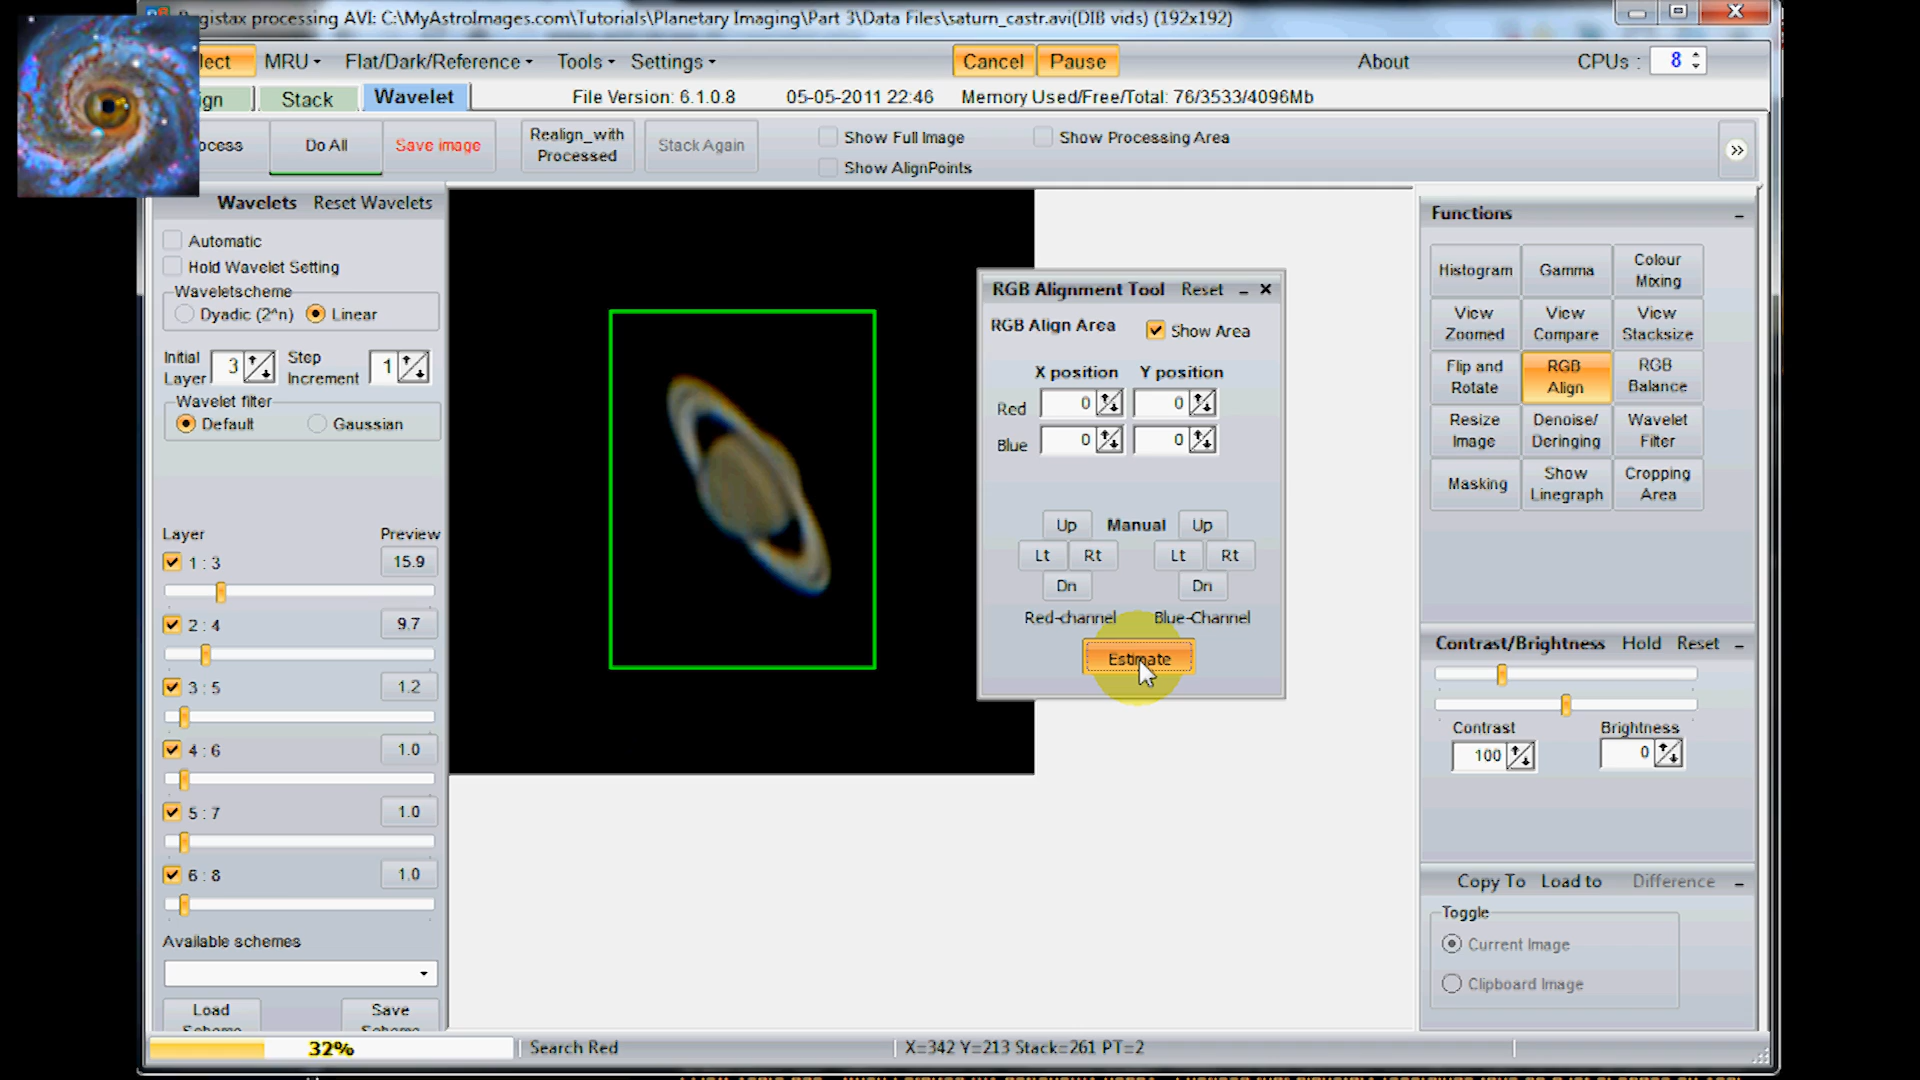 Registax processing AVI: C:\MyAstroImages.com\Tutorials\Planetary Imaging\Part 3\Data Files\saturn_castr.avi(DIB vids) (192x192)
MRU Flat/Dark/Reference Tools Settings Cancel Pause About CPUs : 8
Stack Wavelet File Version: 6.1.0.8 05-05-2011 22:46 Memory Used/Free/Total: 76/3533/4096Mb
Do All Save image Realign_with Processed Stack Again
Show Full Image Show Processing Area
Show AlignPoints
Wavelets Reset Wavelets
Automatic
Hold Wavelet Setting
Waveletscheme
Dyadic (2^n) Linear
Initial Layer 3 Step Increment 1
Wavelet filter
Default Gaussian
Layer Preview
1 : 3 15.9
2 : 4 9.7
3 : 5 1.2
4 : 6 1.0
5 : 7 1.0
6 : 8 1.0
Available schemes
Load Scheme Save Scheme
RGB Alignment Tool Reset
RGB Align Area Show Area
X position Y position
Red 0 0
Blue 0 0
Up Manual Up
Lt Rt Lt Rt
Dn Dn
Red-channel Blue-Channel
Estimate
Functions
Histogram Gamma Colour Mixing
View Zoomed View Compare View Stacksize
Flip and Rotate RGB Align RGB Balance
Resize Image Denoise/ Deringing Wavelet Filter
Masking Show Linegraph Cropping Area
Contrast/Brightness Hold Reset
Contrast Brightness
100 0
Copy To Load to Difference
Toggle
Current Image
Clipboard Image
32% Search Red X=342 Y=213 Stack=261 PT=2